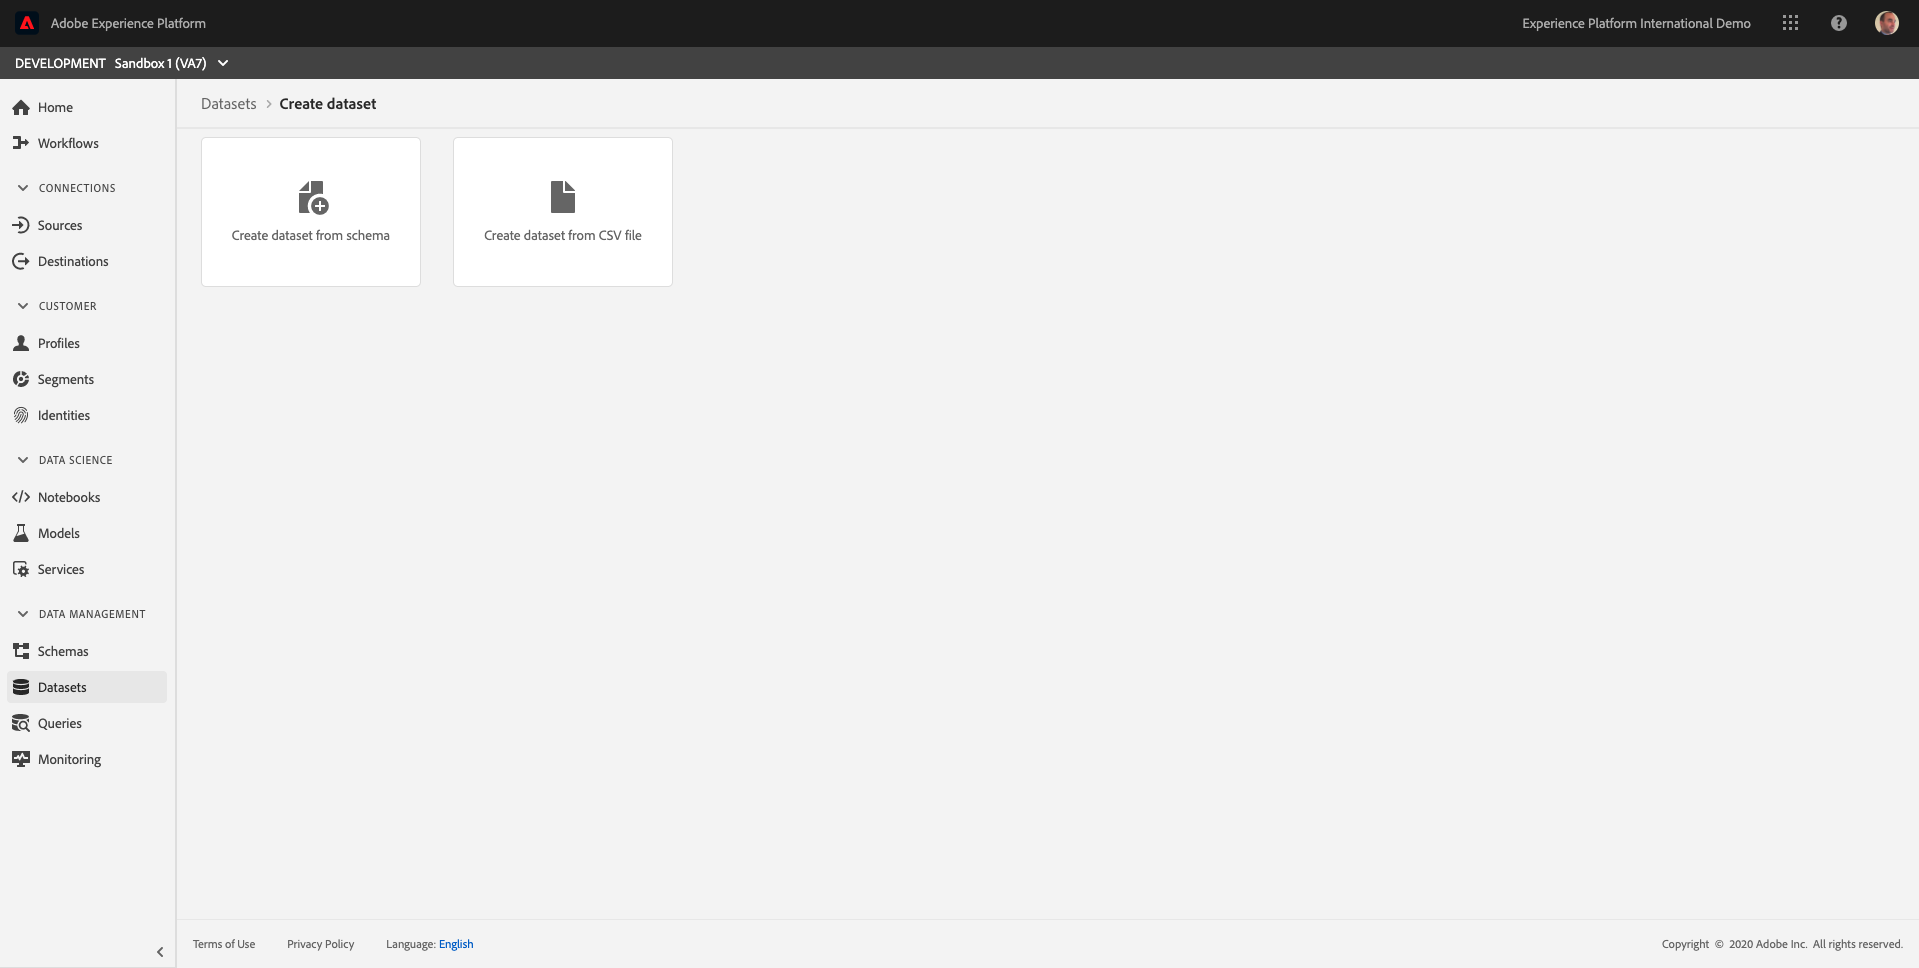 Adobe Experience Platform
Experience Platform International Demo
DEVELOPMENT Sandbox 1 (VA7)
Home
Workflows
CONNECTIONS
Sources
Destinations
CUSTOMER
Profiles
Segments
Identities
DATA SCIENCE
Notebooks
Models
Services
DATA MANAGEMENT
Schemas
Datasets
Queries
Monitoring
Datasets > Create dataset
Create dataset from schema
Create dataset from CSV file
Terms of Use Privacy Policy Language: English
Copyright © 2020 Adobe Inc. All rights reserved.